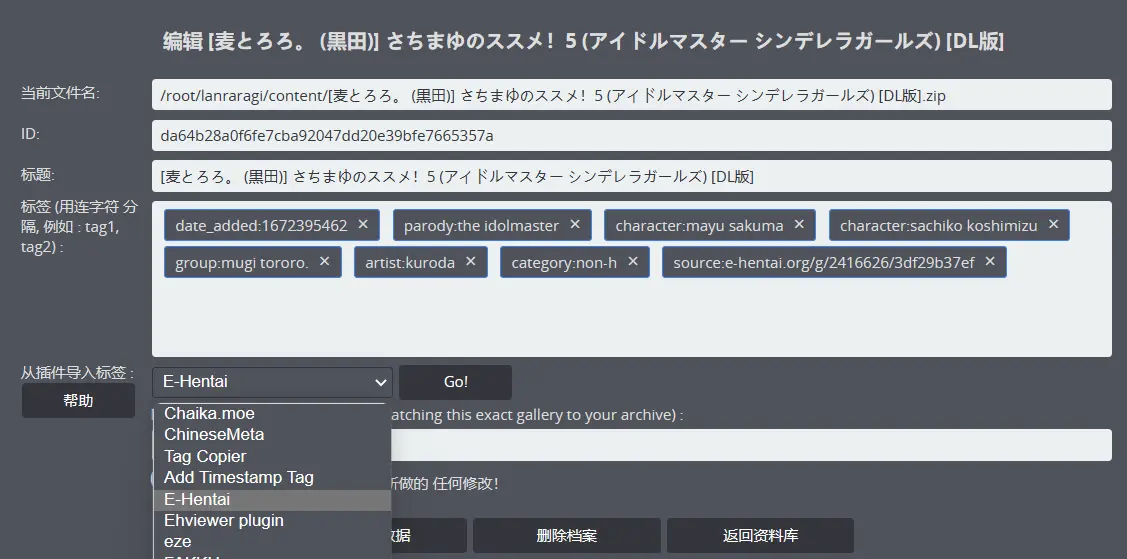 编辑 [麦とろろ。 (黒田)] さちまゆのススメ！5 (アイドルマスター シンデレラガールズ) [DL版]
当前文件名:
/root/lanraragi/content/[麦とろろ。 (黒田)] さちまゆのススメ！5 (アイドルマスター シンデレラガールズ) [DL版].zip
ID:
da64b28a0f6fe7cba92047dd20e39bfe7665357a
标题:
[麦とろろ。 (黒田)] さちまゆのススメ！5 (アイドルマスター シンデレラガールズ) [DL版]
标签 (用连字符 分
隔, 例如 : tag1,
tag2) :
date_added:1672395462 ✕ parody:the idolmaster ✕ character:mayu sakuma ✕ character:sachiko koshimizu ✕
group:mugi tororo. ✕ artist:kuroda ✕ category:non-h ✕ source:e-hentai.org/g/2416626/3df29b37ef ✕
从插件导入标签 :
E-Hentai
Go!
帮助
Chaika.moe
ChineseMeta
Tag Copier
Add Timestamp Tag
E-Hentai
Ehviewer plugin
eze
atching this exact gallery to your archive) :
所做的 任何修改！
数据
删除档案
返回资料库